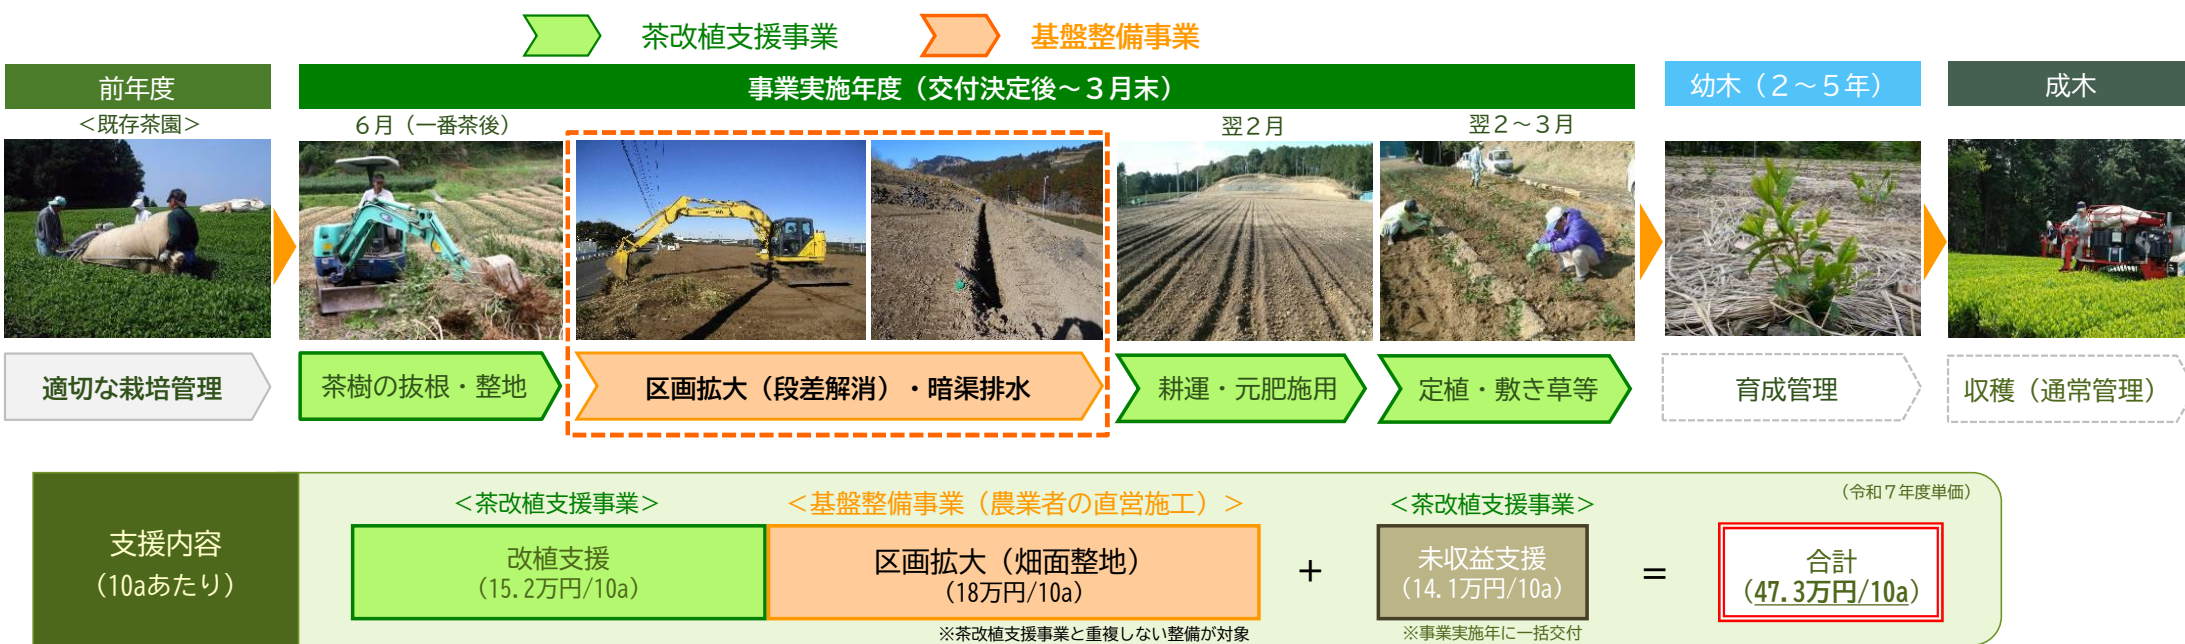 茶改植支援事業
基盤整備事業
前年度
事業実施年度（交付決定後～３月末）
幼木（２～５年）
成木
＜既存茶園＞
６月（一番茶後）
翌２月
翌２～３月
適切な栽培管理
茶樹の抜根・整地
区画拡大（段差解消）・暗渠排水
耕運・元肥施用
定植・敷き草等
育成管理
収穫（通常管理）
支援内容
（10aあたり）
（令和７年度単価）
＜茶改植支援事業＞
改植支援
（15.2万円/10a）
＜基盤整備事業（農業者の直営施工）＞
区画拡大（畑面整地）
（18万円/10a）
※茶改植支援事業と重複しない整備が対象
＋
＜茶改植支援事業＞
未収益支援
（14.1万円/10a）
※事業実施年に一括交付
＝
合計
（47.3万円/10a）